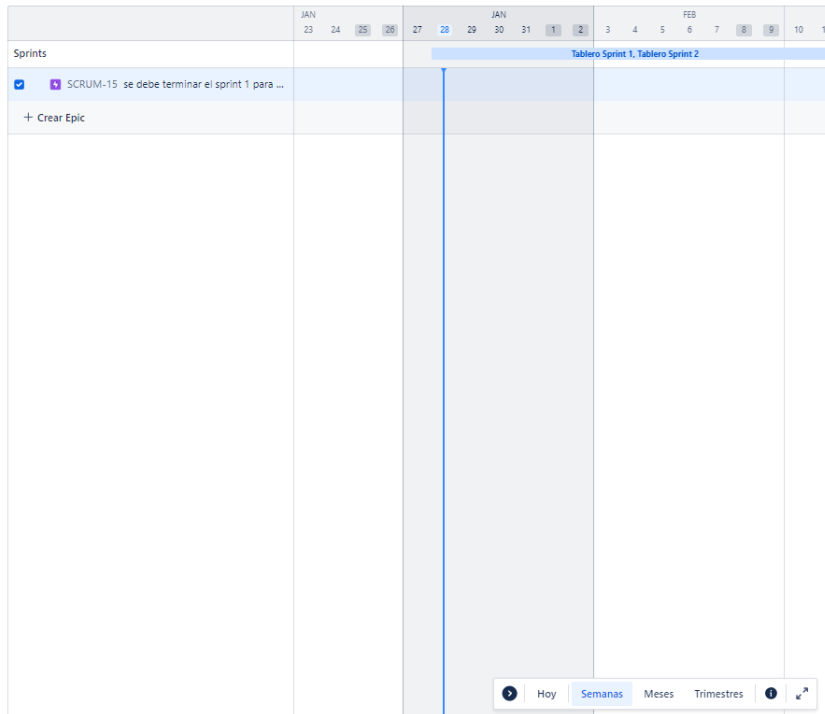 JAN JAN FEB
23 24 25 26 27 28 29 30 31 1 2 3 4 5 6 7 8 9 10
Sprints Tablero Sprint 1, Tablero Sprint 2
SCRUM-15 se debe terminar el sprint 1 para ...
+ Crear Epic
Hoy Semanas Meses Trimestres